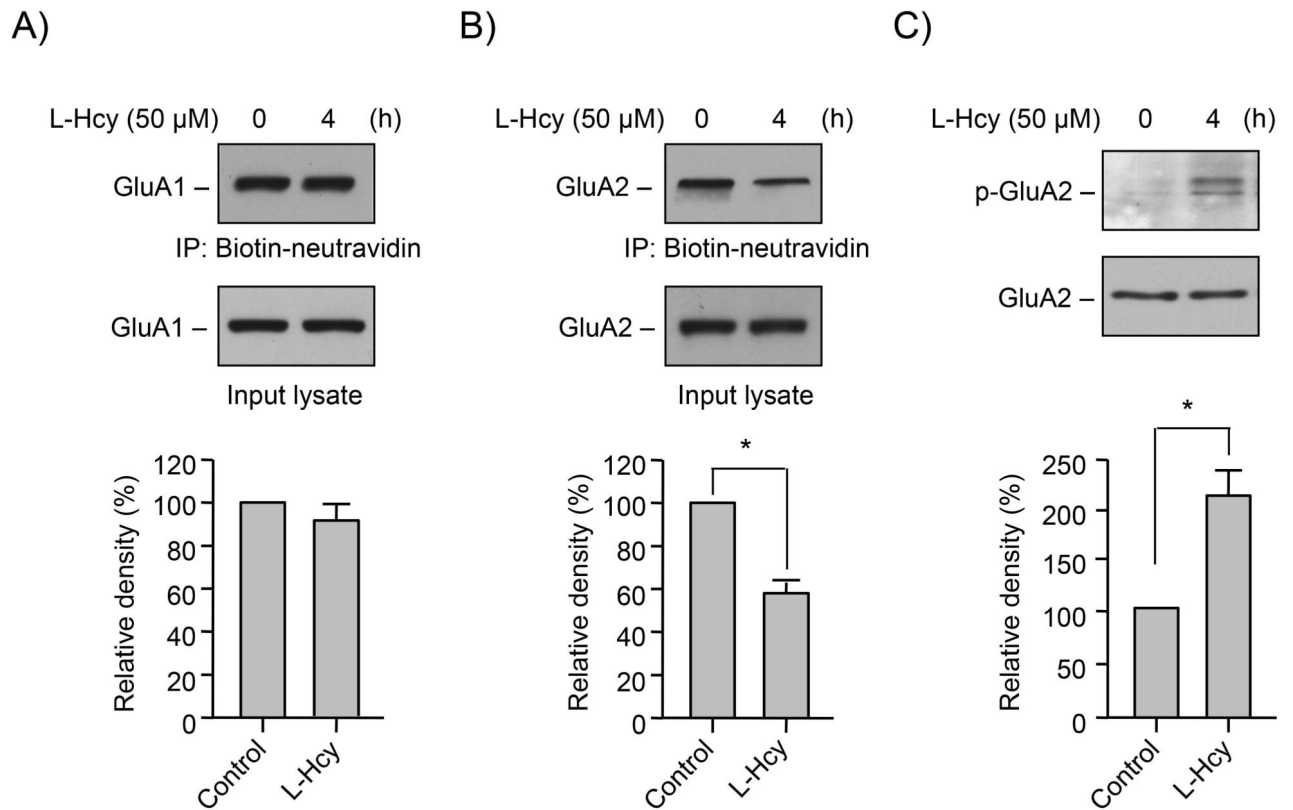 A)
L-Hcy (50 μM) 0 4 (h)
GluA1 –
IP: Biotin-neutravidin
GluA1 –
Input lysate
Relative density (%)
120
100
80
60
40
20
0
Control
L-Hcy
B)
L-Hcy (50 μM) 0 4 (h)
GluA2 –
IP: Biotin-neutravidin
GluA2 –
Input lysate
*
Relative density (%)
120
100
80
60
40
20
0
Control
L-Hcy
C)
L-Hcy (50 μM) 0 4 (h)
p-GluA2 –
GluA2 –
*
Relative density (%)
250
200
150
100
50
0
Control
L-Hcy